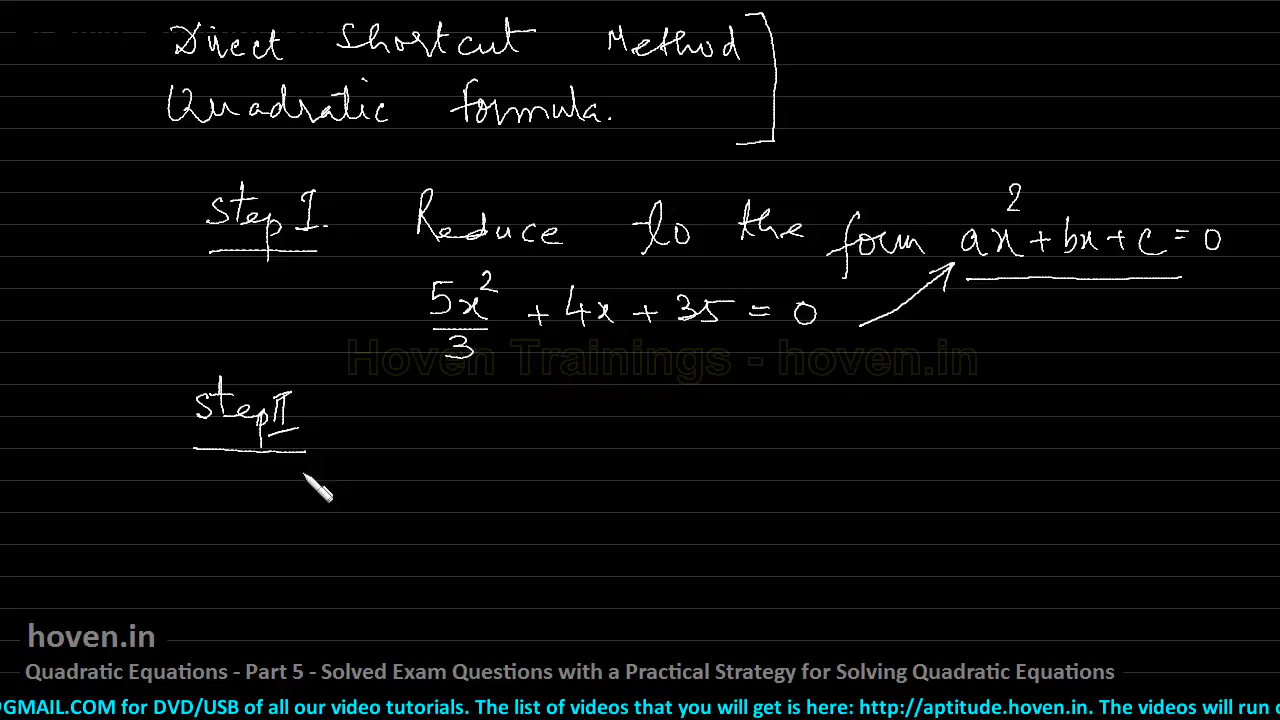 Direct Shortcut Method
Quadratic formula.
Step I. Reduce to the form ax² + bx + c = 0
5x²/3 + 4x + 35 = 0
Hoven Trainings - hoven.in
Step II
hoven.in
Quadratic Equations - Part 5 - Solved Exam Questions with a Practical Strategy for Solving Quadratic Equations
@GMAIL.COM for DVD/USB of all our video tutorials. The list of videos that you will get is here: http://aptitude.hoven.in. The videos will run